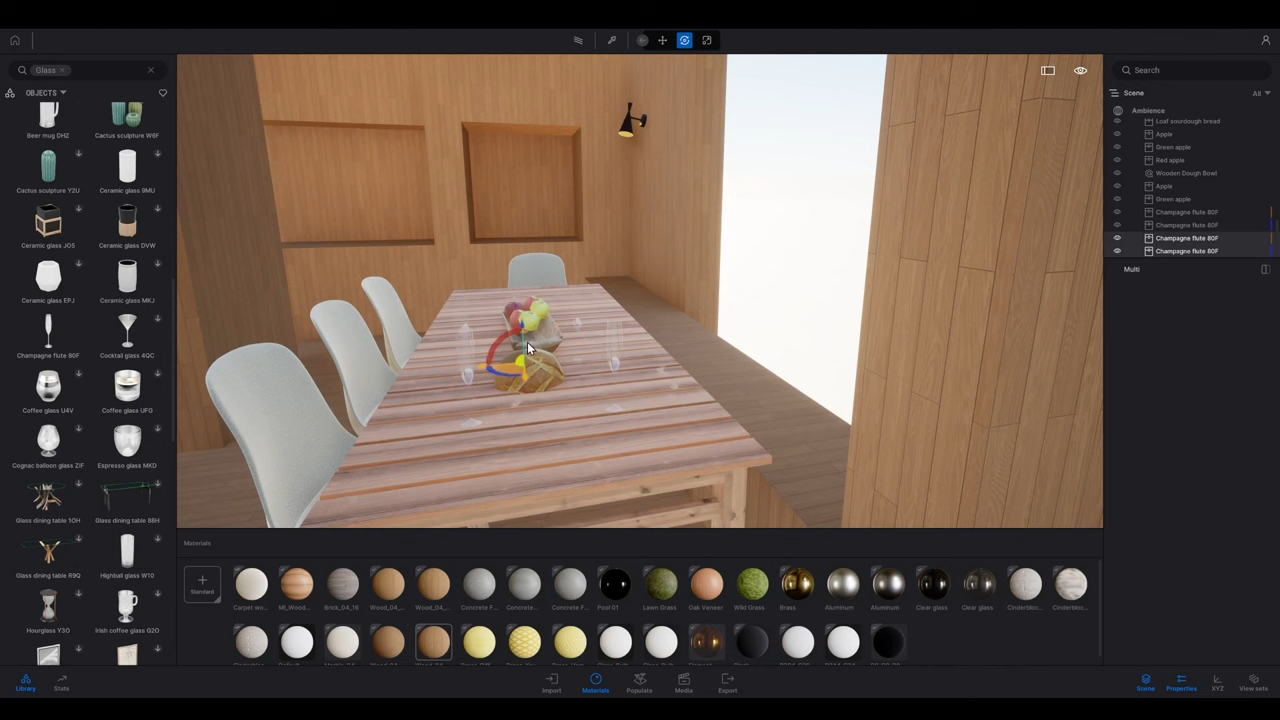 Glass
Search
OBJECTS
Scene
All
Ambience
Beer mug DHZ
Cactus sculpture W6F
Loaf sourdough bread
Apple
Green apple
Red apple
Wooden Dough Bowl
Apple
Green apple
Champagne flute 80F
Champagne flute 80F
Champagne flute 80F
Champagne flute 80F
Multi
Cactus sculpture Y2U
Ceramic glass 9MU
Ceramic glass JO5
Ceramic glass DVW
Ceramic glass EPJ
Ceramic glass MKJ
Champagne flute 80F
Cocktail glass 4QC
Coffee glass U4V
Coffee glass UFG
Cognac balloon glass ZIF
Espresso glass MKD
Glass dining table 1OH
Glass dining table 88H
Glass dining table R9Q
Highball glass W10
Hourglass Y3O
Irish coffee glass G2O
Materials
Standard
Carpet wo...
MI_Wood...
Brick_04_16
Wood_04_...
Wood_04_...
Concrete F...
Concrete...
Concrete F...
Pool 01
Lawn Grass
Oak Veneer
Wild Grass
Brass
Aluminum
Aluminum
Clear glass
Clear glass
Cinderbloc...
Cinderbloc...
Library
Stats
Import
Materials
Populate
Media
Export
Scene
Properties
XYZ
View sets